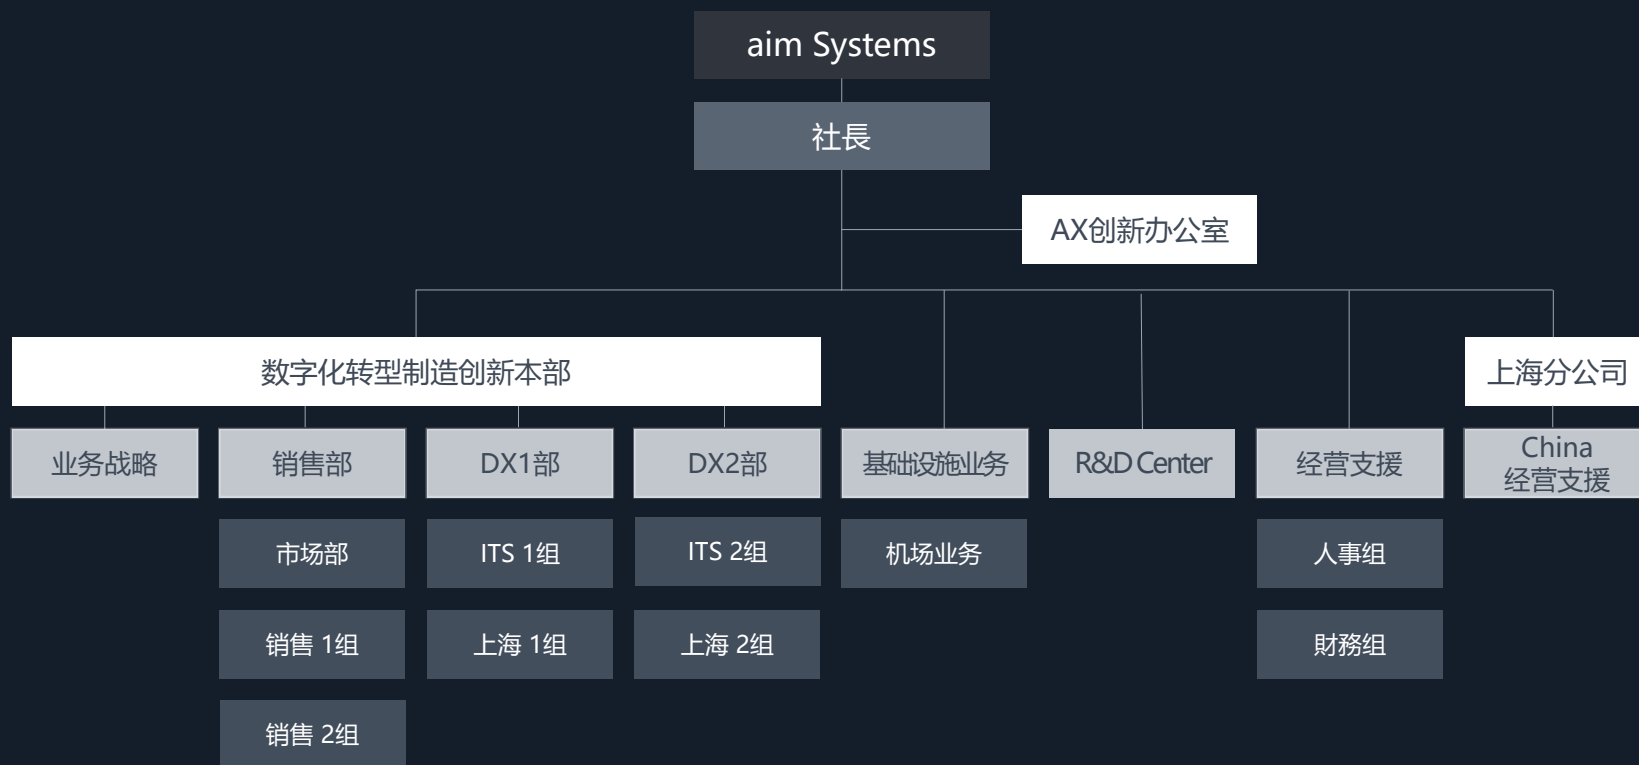 aim Systems
社長
AX创新办公室
数字化转型制造创新本部
上海分公司
业务战略
销售部
DX1部
DX2部
基础设施业务
R&D Center
经营支援
China
经营支援
市场部
ITS 1组
ITS 2组
机场业务
人事组
销售 1组
上海 1组
上海 2组
財務组
销售 2组